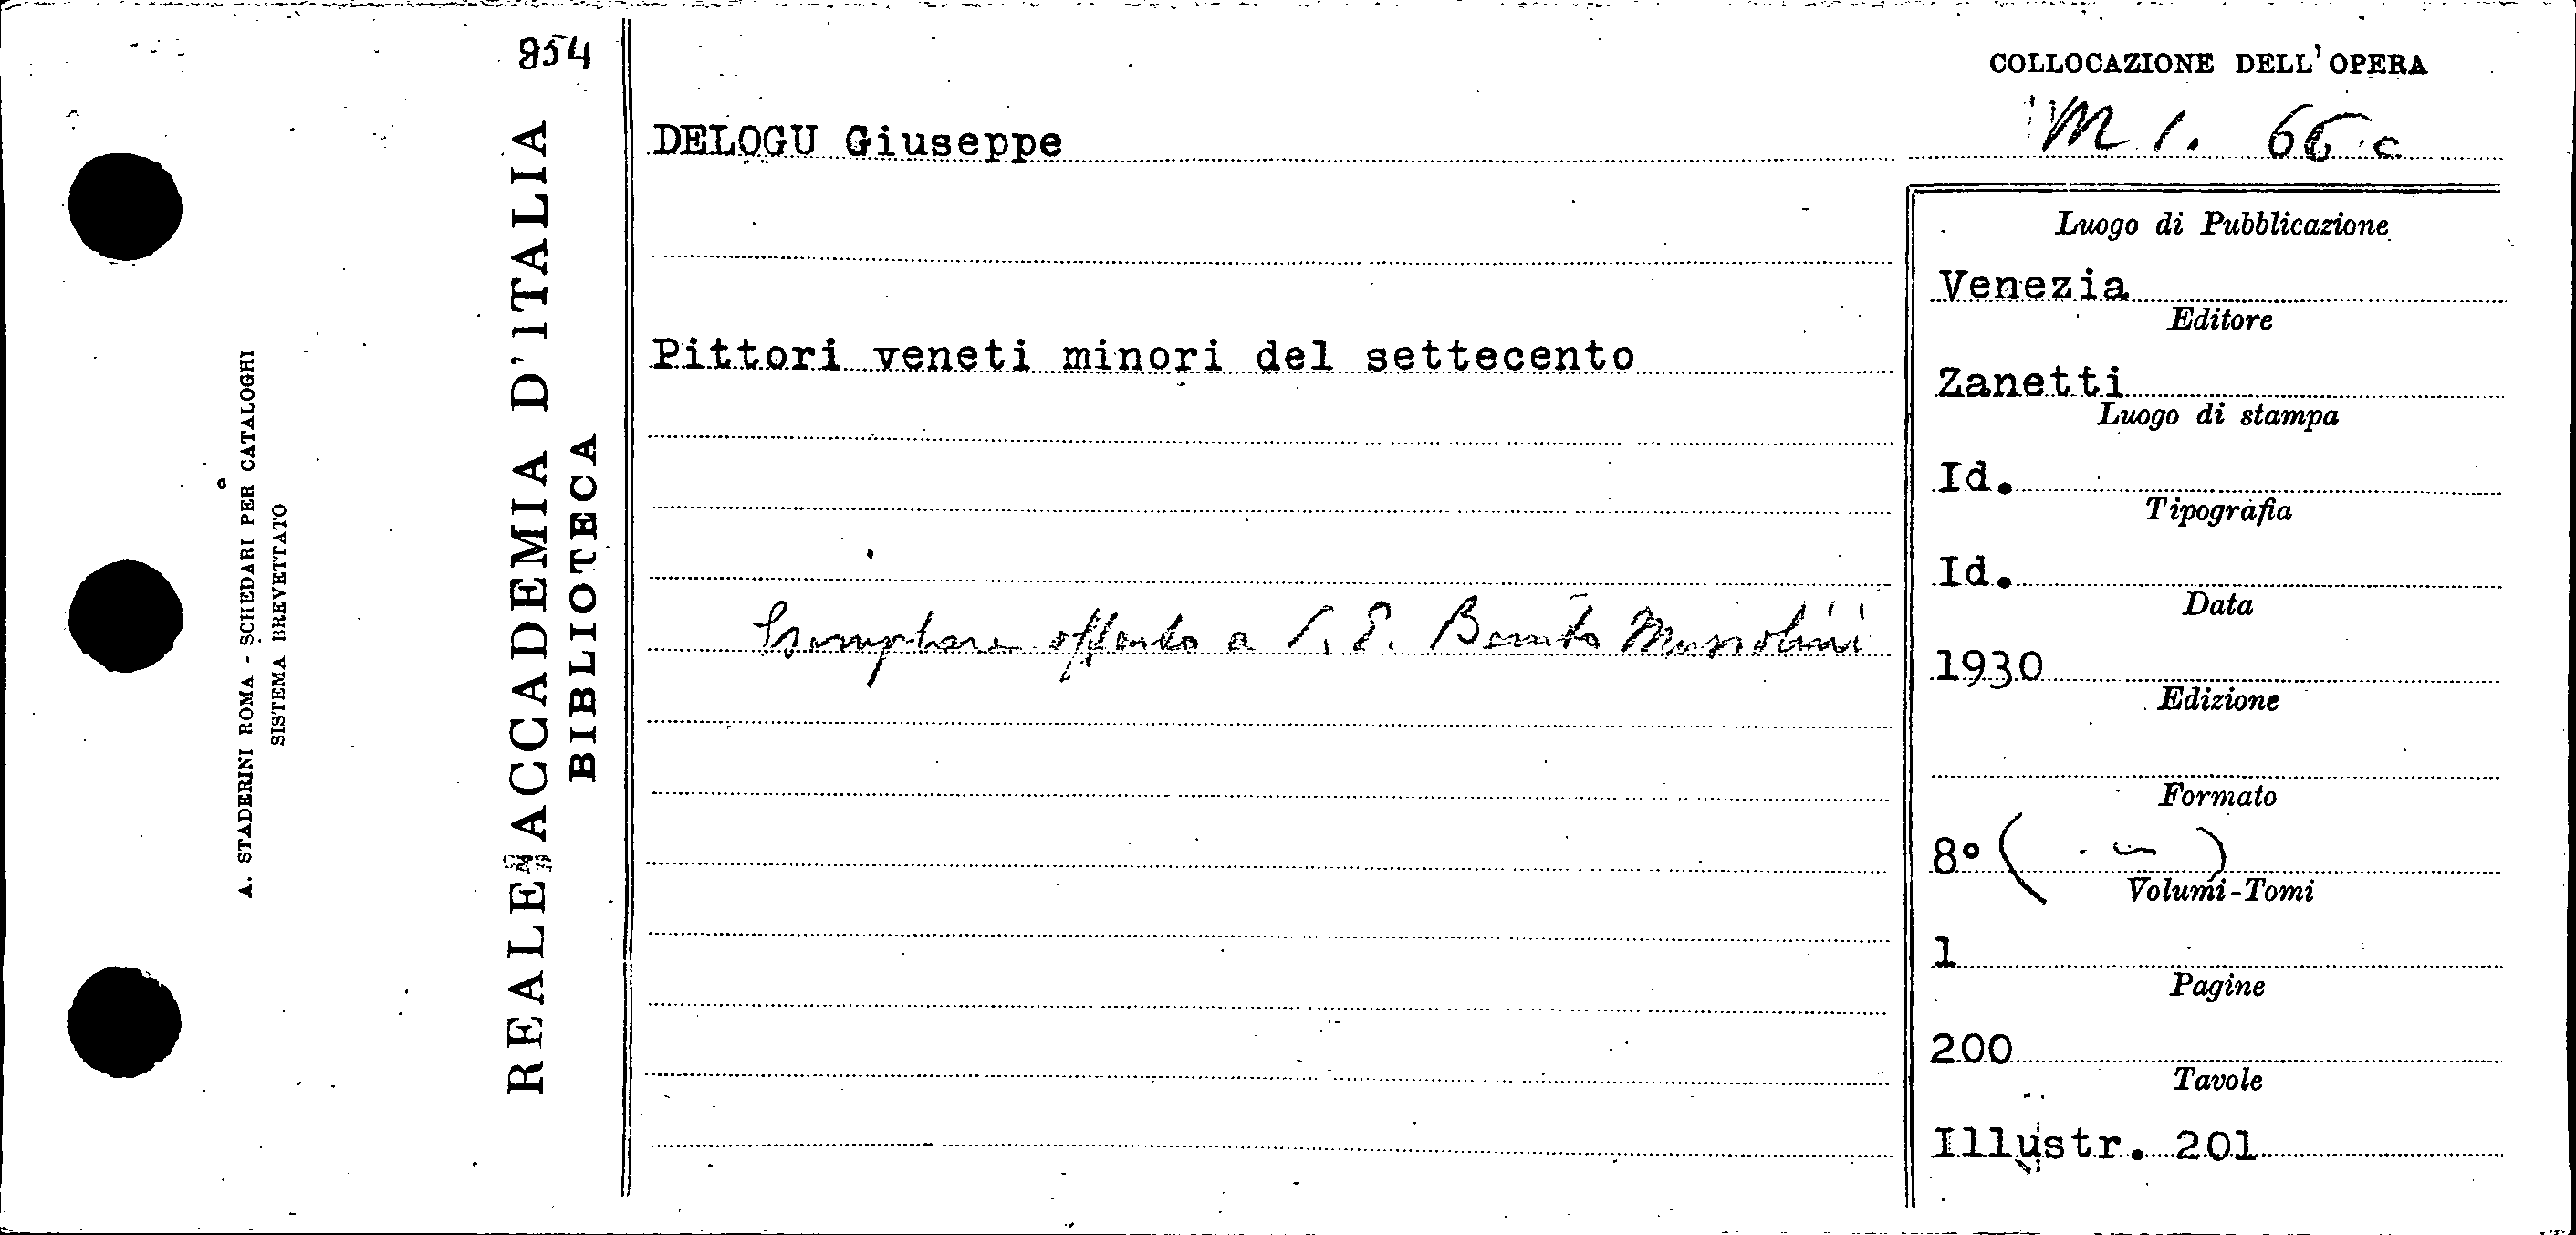 954
A. STADERINI ROMA - SCIEDARI PER CATALOGHI
SISTEMA BREVETTATO
REALE ACCADEMIA D'ITALIA
BIBLIOTECA
DELOGU Giuseppe
Pittori veneti minori del settecento
Esemplare offerto a S. E. Benito Mussolini
COLLOCAZIONE DELL'OPERA
M 1. 66 c
Luogo di Pubblicazione
Venezia
Editore
Zanetti
Luogo di stampa
Id.
Tipografia
Id.
Data
1930
Edizione
Formato
8° ( )
Volumi-Tomi
1
Pagine
200
Tavole
Illustr. 201